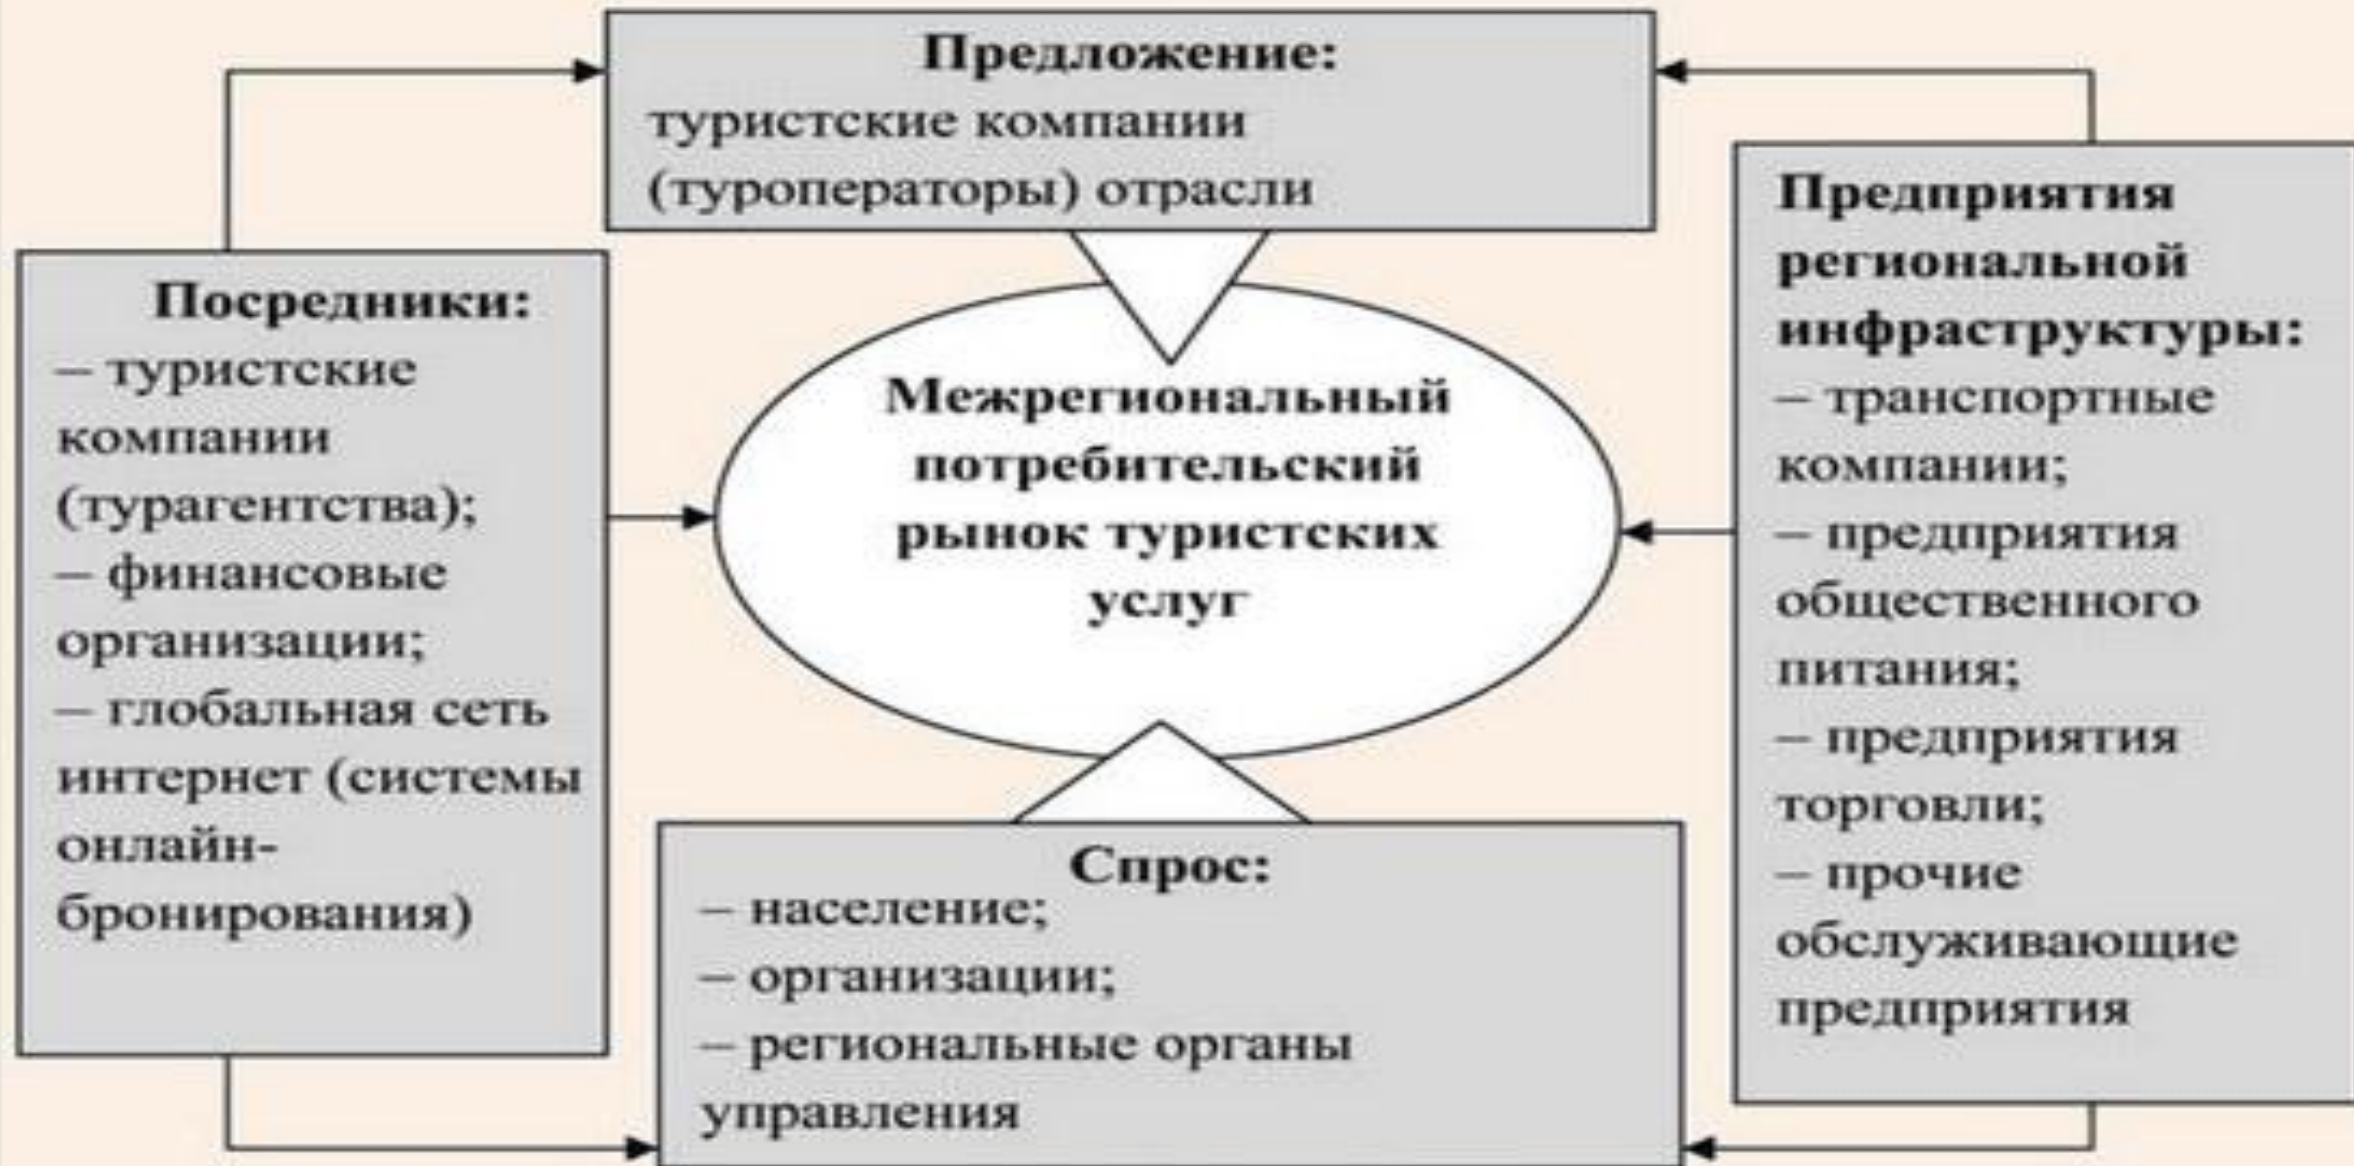 Предложение:
туристские компании
(туроператоры) отрасли
Посредники:
– туристские
компании
(турагентства);
– финансовые
организации;
– глобальная сеть
интернет (системы
онлайн-
бронирования)
Межрегиональный
потребительский
рынок туристских
услуг
Предприятия
региональной
инфраструктуры:
– транспортные
компании;
– предприятия
общественного
питания;
– предприятия
торговли;
– прочие
обслуживающие
предприятия
Спрос:
– население;
– организации;
– региональные органы
управления